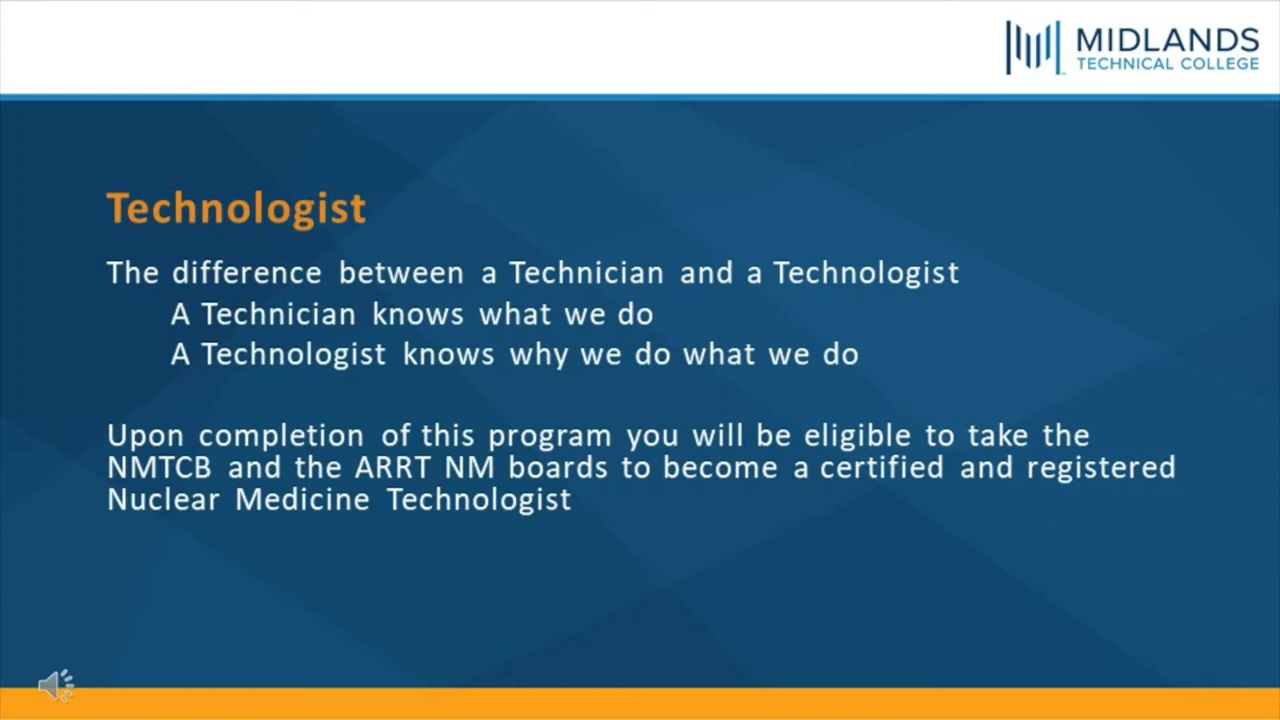 MIDLANDS
TECHNICAL COLLEGE
Technologist
The difference between a Technician and a Technologist
A Technician knows what we do
A Technologist knows why we do what we do
Upon completion of this program you will be eligible to take the
NMTCB and the ARRT NM boards to become a certified and registered
Nuclear Medicine Technologist